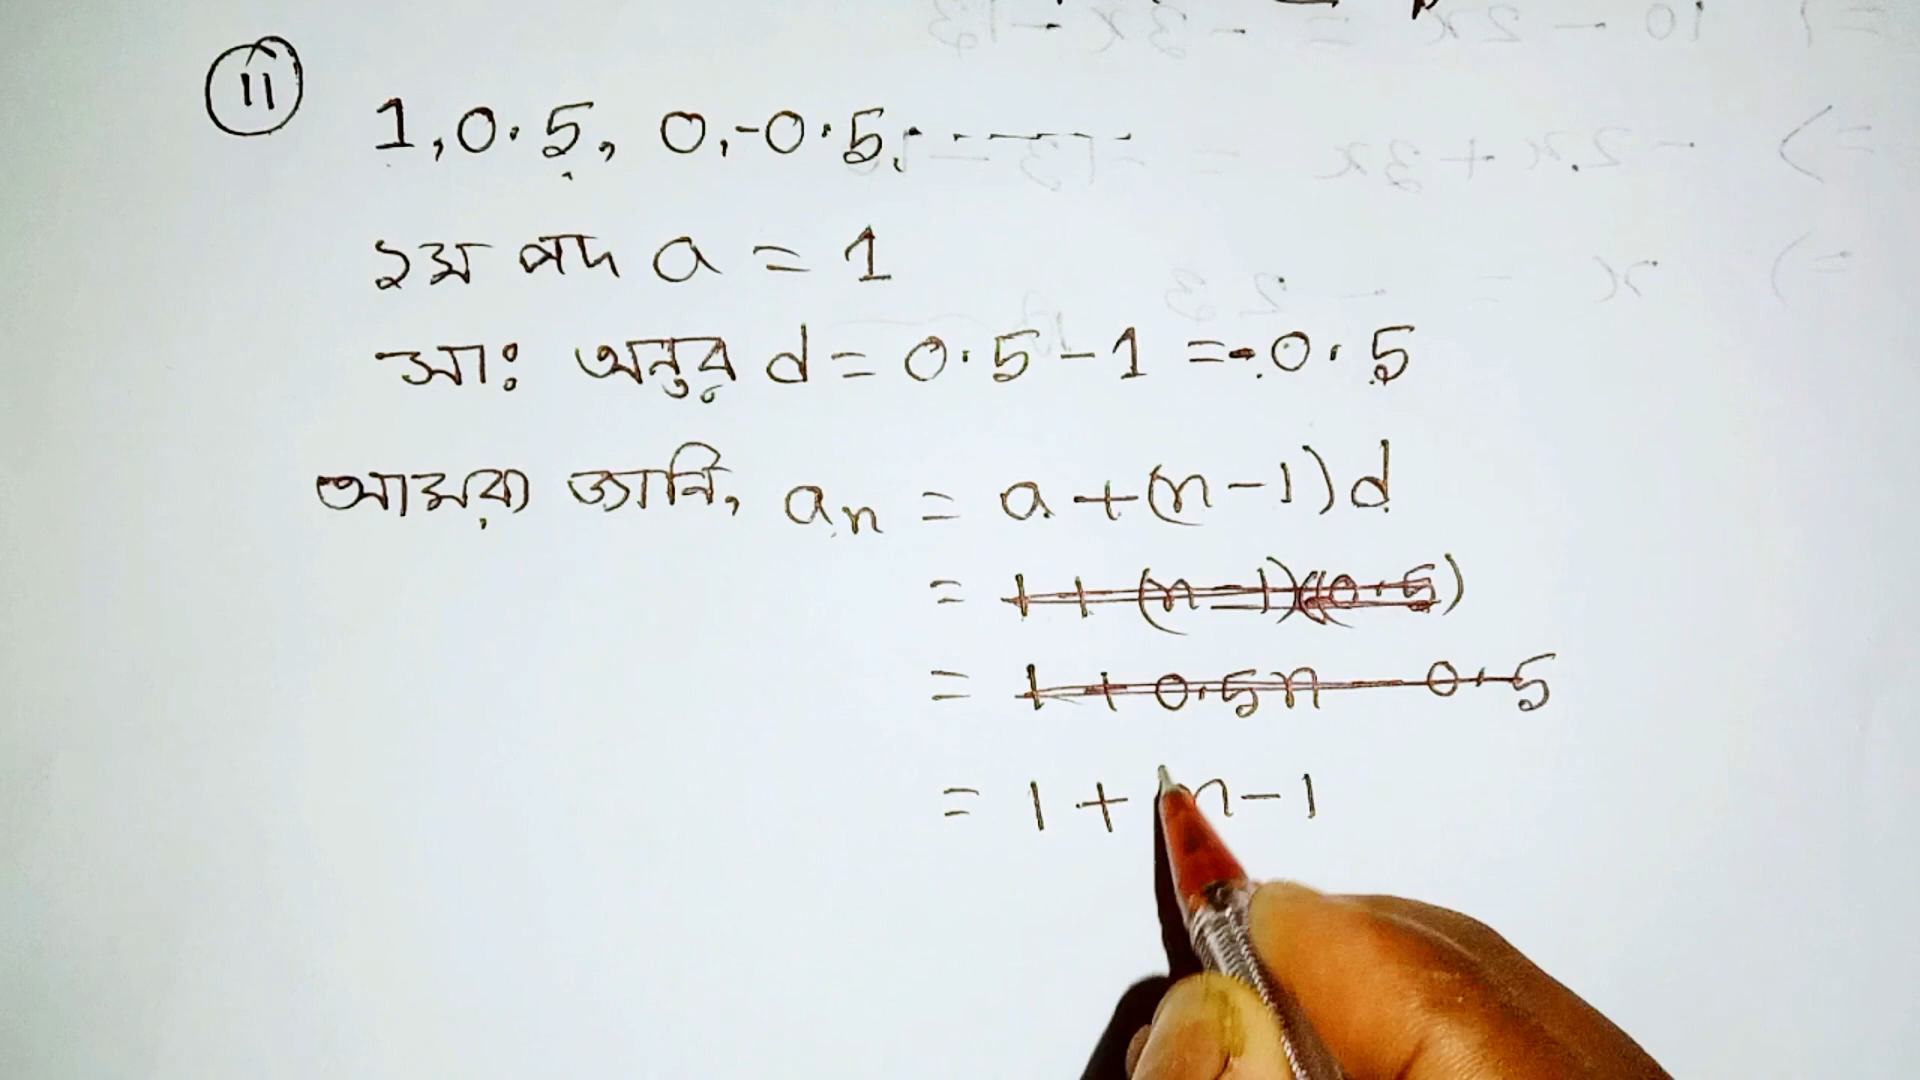 ii
1, 0.5, 0, -0.5, .........
১ম পদ a = 1
সাঃ অন্তর d = 0.5 - 1 = -0.5
আমরা জানি, aₙ = a + (n-1)d
= 1 + (n-1)(0.5)
= 1 + 0.5n - 0.5
= 1 + n - 1